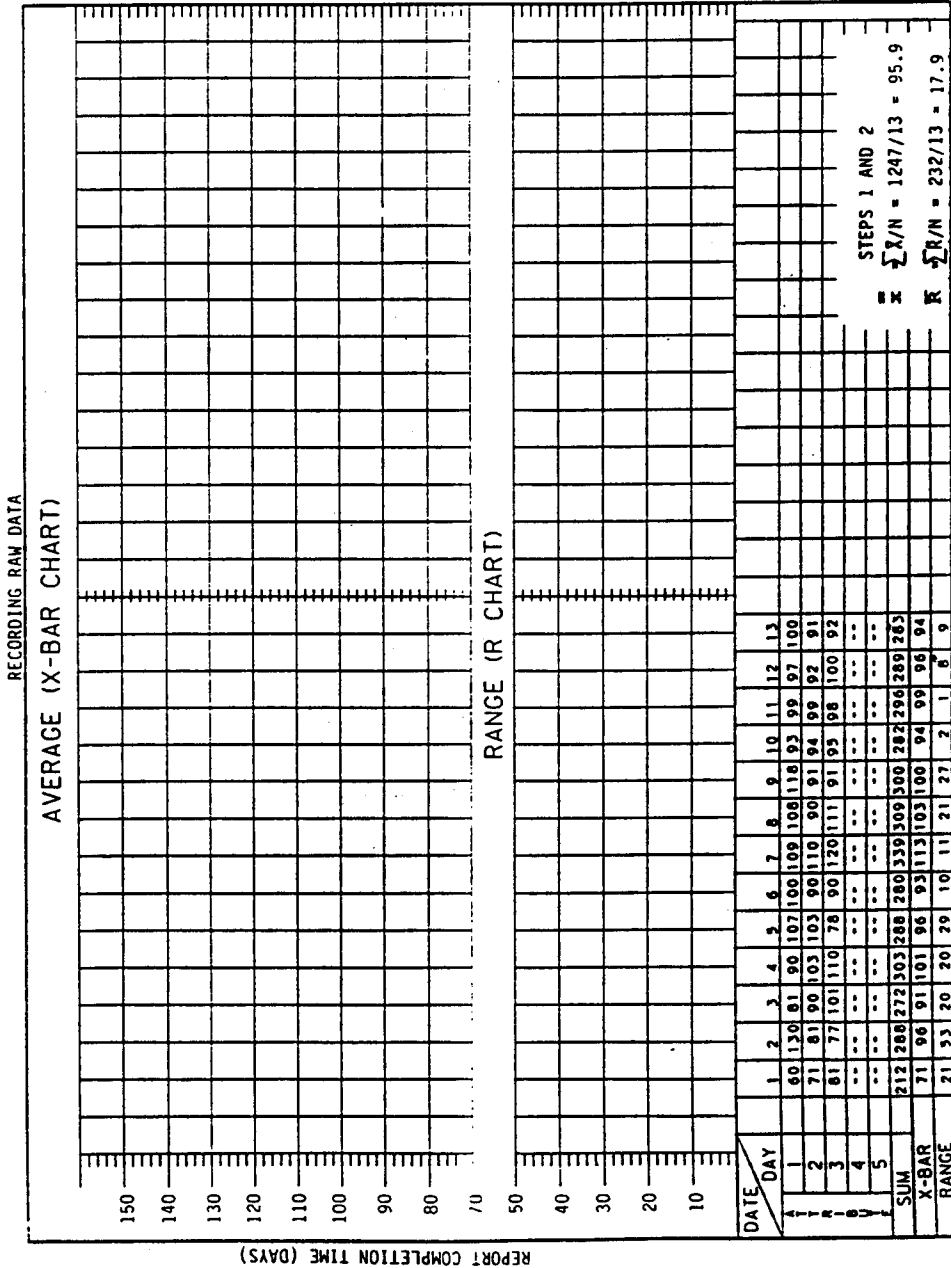 RECORDING RAW DATA
AVERAGE (X-BAR CHART)
REPORT COMPLETION TIME (DAYS)
150
140
130
120
110
100
90
80
70
RANGE (R CHART)
50
40
30
20
10
DATE DAY 1 2 3 4 5 6 7 8 9 10 11 12 13
1 60 130 81 90 107 100 109 108 118 93 99 97 100
2 71 81 90 103 103 90 110 90 91 94 99 92 91
3 81 77 101 110 78 90 120 111 91 95 98 100 92
4 -- -- -- -- -- -- -- -- -- -- -- -- --
5 -- -- -- -- -- -- -- -- -- -- -- -- --
SUM 212 288 272 303 288 280 339 309 300 282 296 289 283
X-BAR 71 96 91 101 96 93 113 103 100 94 99 96 94
RANGE 21 53 20 20 29 10 11 21 27 2 1 8 9
STEPS 1 AND 2
x̿ = ∑X̄/N = 1247/13 = 95.9
R̄ = ∑R/N = 232/13 = 17.9